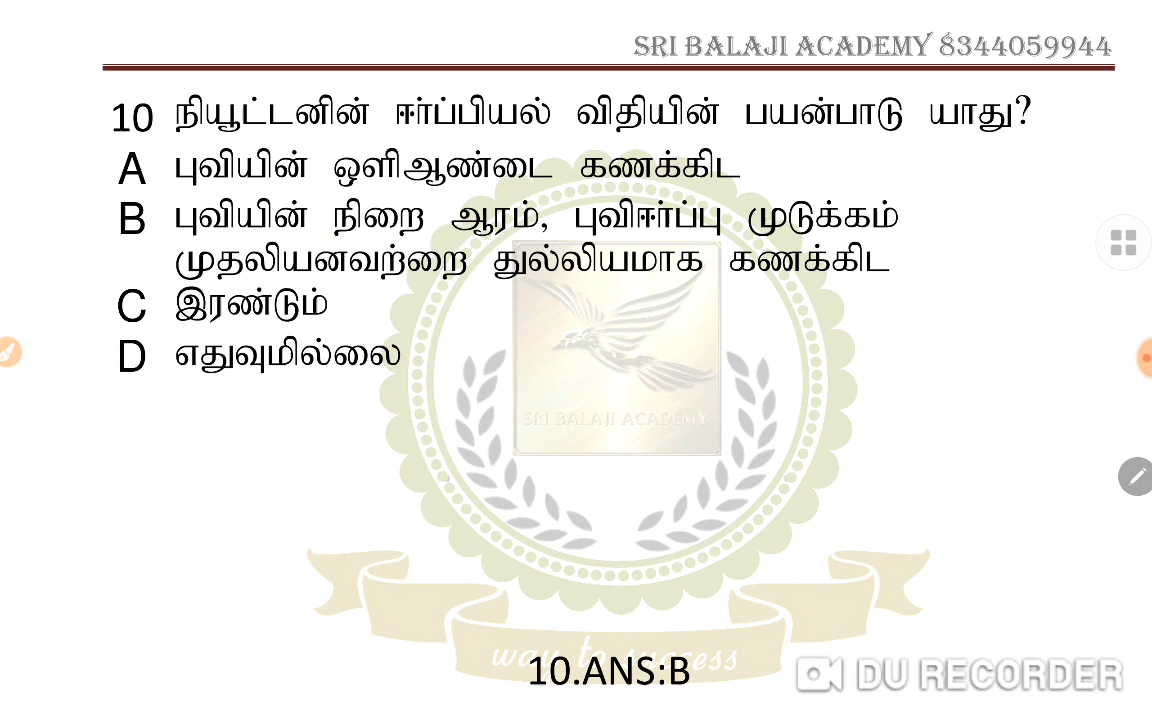 SRI BALAJI ACADEMY 8344059944
10 நியூட்டனின் ஈர்ப்பியல் விதியின் பயன்பாடு யாது?
A புவியின் ஒளிஆண்டை கணக்கிட
B புவியின் நிறை ஆரம், புவிஈர்ப்பு முடுக்கம்
முதலியனவற்றை துல்லியமாக கணக்கிட
C இரண்டும்
D எதுவுமில்லை
SRI BALAJI ACADEMY
way to success
10.ANS:B
DU RECORDER